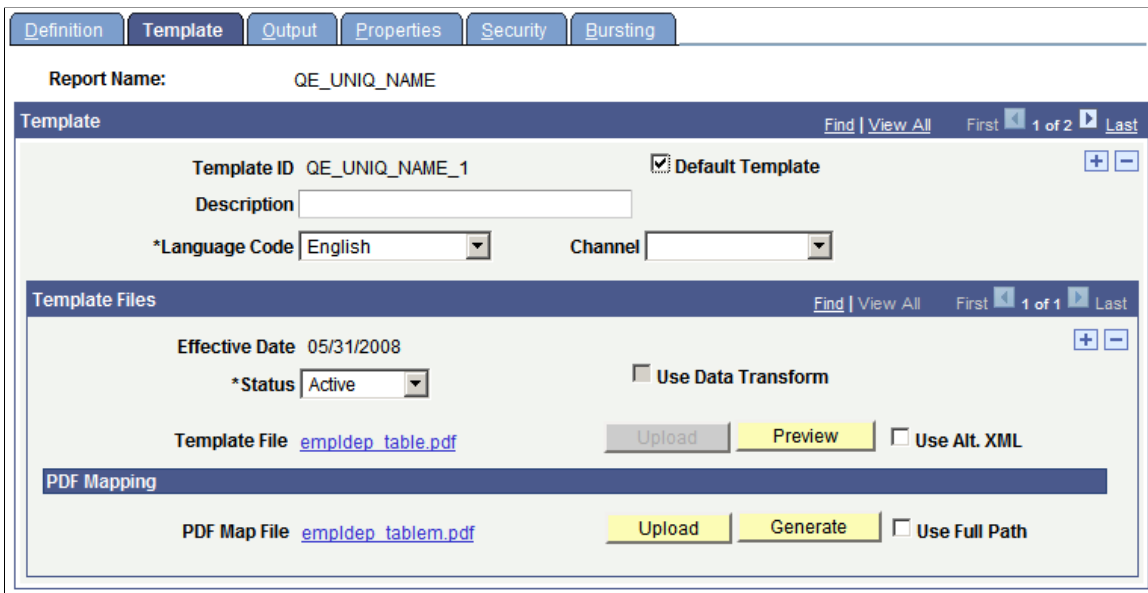 Definition Template Output Properties Security Bursting
Report Name: QE_UNIQ_NAME
Template Find | View All First 1 of 2 Last
Template ID QE_UNIQ_NAME_1 Default Template
Description
*Language Code English Channel
Template Files Find | View All First 1 of 1 Last
Effective Date 05/31/2008
*Status Active Use Data Transform
Template File empldep_table.pdf Upload Preview Use Alt. XML
PDF Mapping
PDF Map File empldep_tablem.pdf Upload Generate Use Full Path